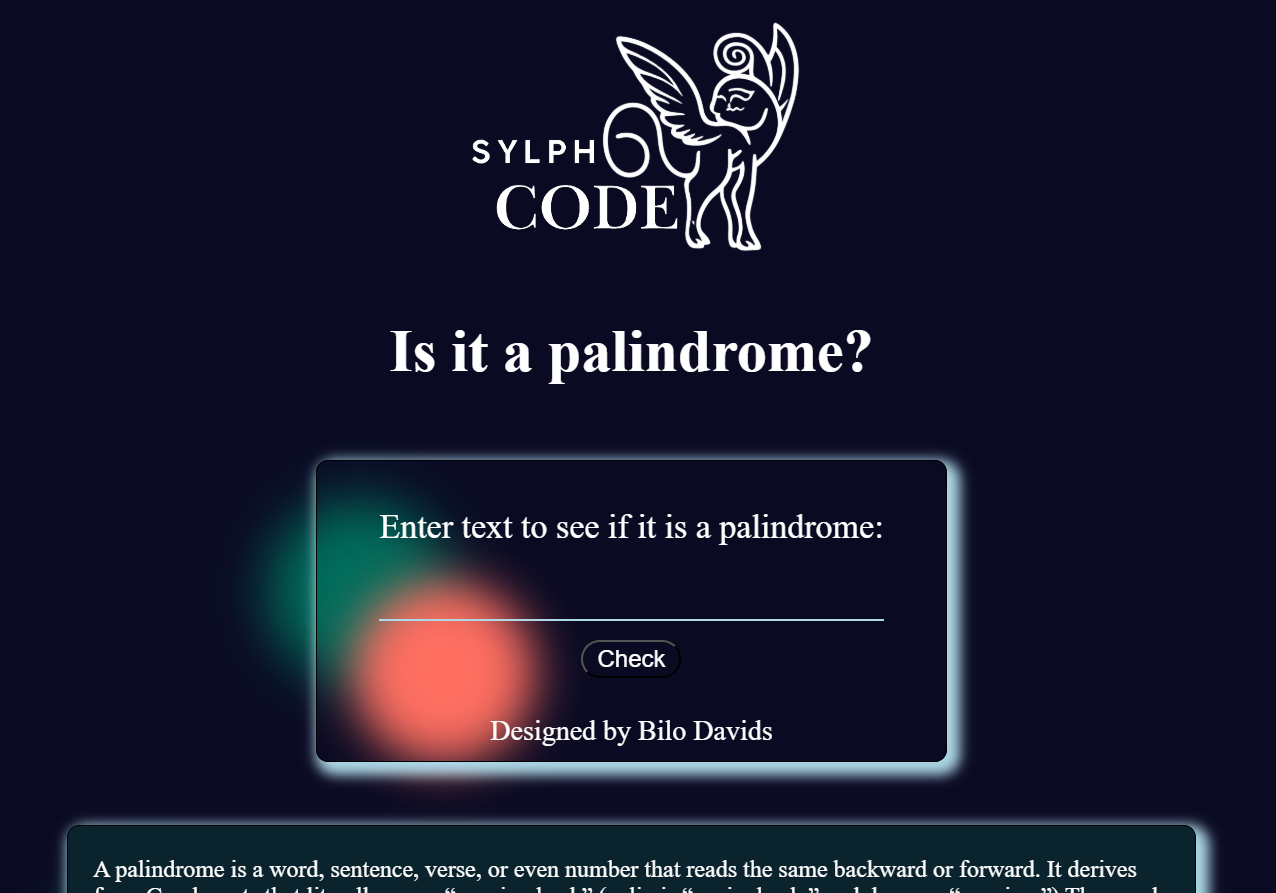 SYLPH
CODE
Is it a palindrome?
Enter text to see if it is a palindrome:
Check
Designed by Bilo Davids
A palindrome is a word, sentence, verse, or even number that reads the same backward or forward. It derives